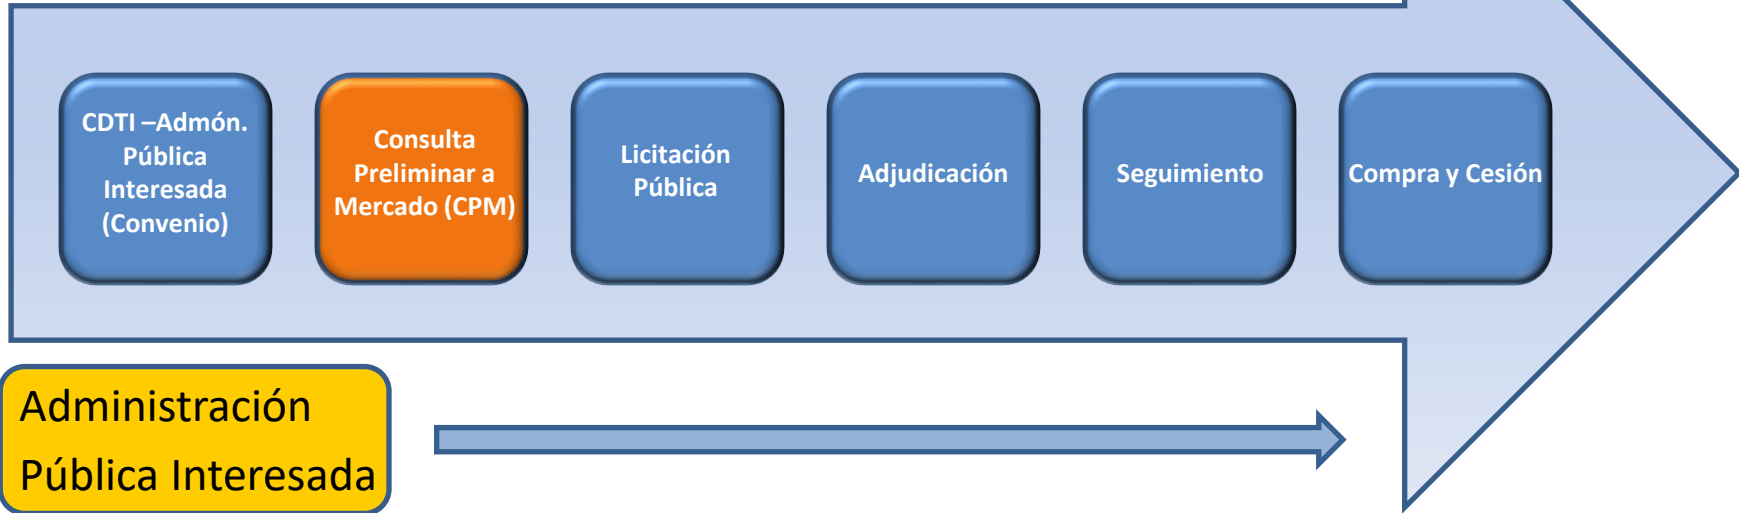 CDTI –Admón.
Pública
Interesada
(Convenio)
Consulta
Preliminar a
Mercado (CPM)
Licitación
Pública
Adjudicación
Seguimiento
Compra y Cesión
Administración
Pública Interesada